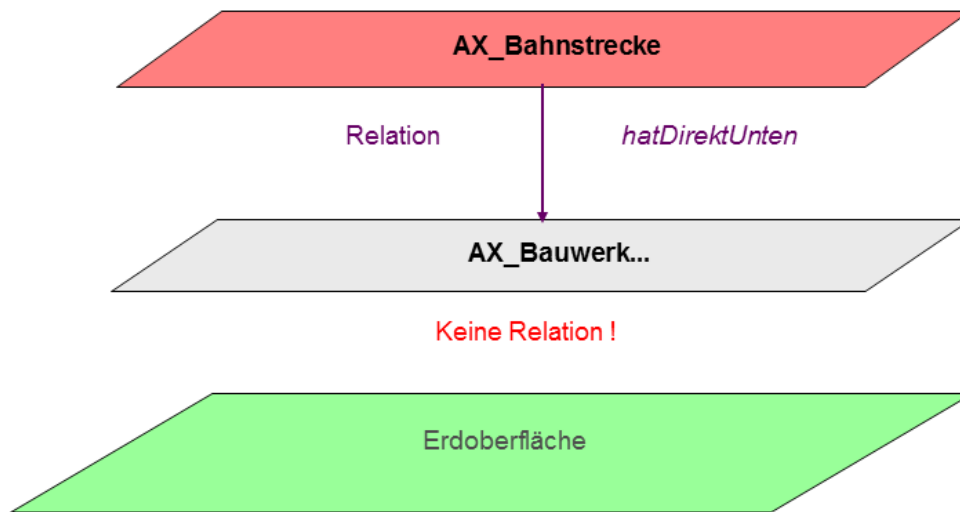 AX_Bahnstrecke
Relation hatDirektUnten
AX_Bauwerk...
Keine Relation !
Erdoberfläche